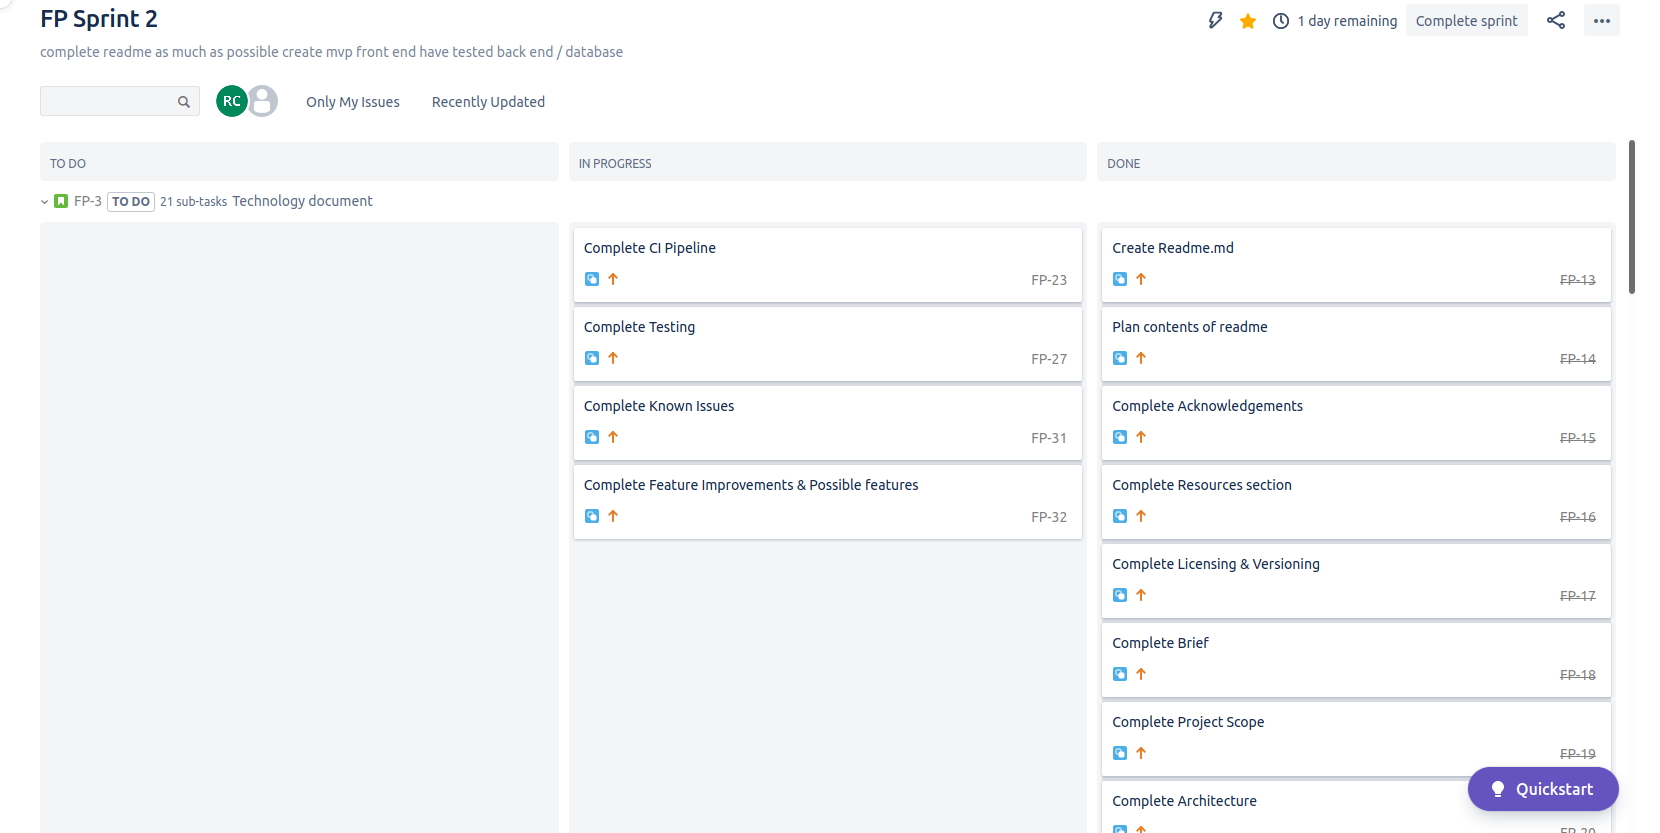 FP Sprint 2
1 day remaining
Complete sprint
complete readme as much as possible create mvp front end have tested back end / database
RC
Only My Issues
Recently Updated
TO DO
IN PROGRESS
DONE
FP-3 TO DO 21 sub-tasks Technology document
Complete CI Pipeline
FP-23
Complete Testing
FP-27
Complete Known Issues
FP-31
Complete Feature Improvements & Possible features
FP-32
Create Readme.md
FP-13
Plan contents of readme
FP-14
Complete Acknowledgements
FP-15
Complete Resources section
FP-16
Complete Licensing & Versioning
FP-17
Complete Brief
FP-18
Complete Project Scope
FP-19
Complete Architecture
FP-20
Quickstart